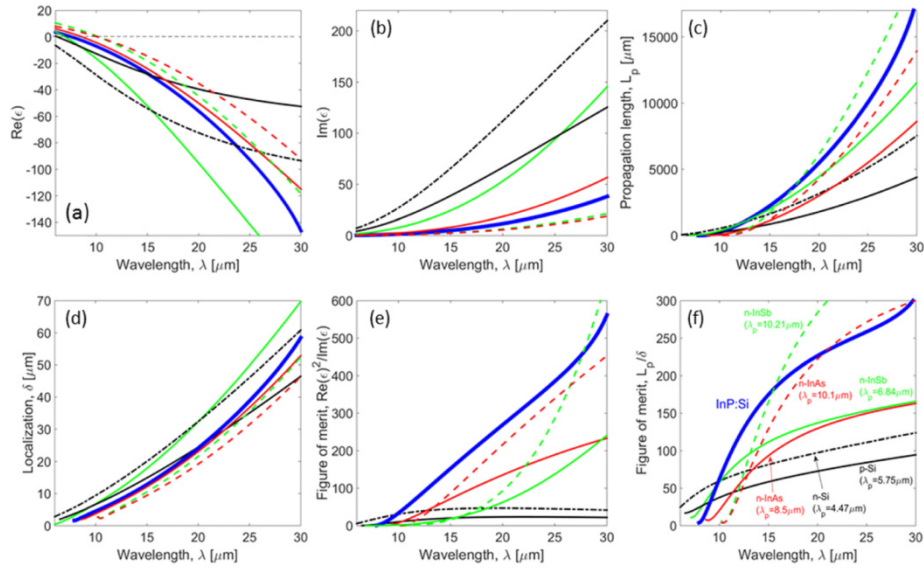 (a)
Re(ϵ)
0
-20
-40
-60
-80
-100
-120
-140
10
15
20
25
30
Wavelength, λ [μm]
(b)
Im(ϵ)
200
150
100
50
0
10
15
20
25
30
Wavelength, λ [μm]
(c)
Propagation length, Lp [μm]
15000
10000
5000
0
10
15
20
25
30
Wavelength, λ [μm]
(d)
Localization, δ [μm]
70
60
50
40
30
20
10
0
10
15
20
25
30
Wavelength, λ [μm]
(e)
Figure of merit, Re(ϵ)²/Im(ϵ)
600
500
400
300
200
100
0
10
15
20
25
30
Wavelength, λ [μm]
(f)
Figure of merit, Lp/δ
300
250
200
150
100
50
0
n-InSb
(λp=10.21μm)
InP:Si
n-InAs
(λp=10.1μm)
n-InSb
(λp=6.84μm)
n-InAs
(λp=8.5μm)
n-Si
(λp=4.47μm)
p-Si
(λp=5.75μm)
10
15
20
25
30
Wavelength, λ [μm]